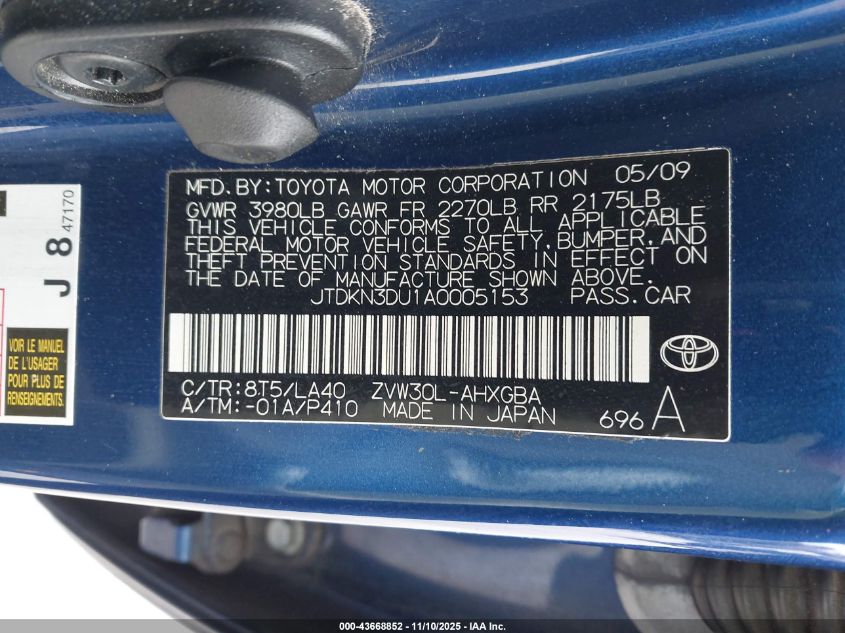 MFD. BY: TOYOTA MOTOR CORPORATION 05/09
GVWR 3980LB GAWR FR 2270LB RR 2175LB
THIS VEHICLE CONFORMS TO ALL APPLICABLE
FEDERAL MOTOR VEHICLE SAFETY, BUMPER, AND
THEFT PREVENTION STANDARDS IN EFFECT ON
THE DATE OF MANUFACTURE SHOWN ABOVE.
JTDKN3DU1A0005153 PASS.CAR
C/TR: 8T5/LA40 ZVW30L-AHXGBA
A/TM: -01A/P410 MADE IN JAPAN 696 A
J 8 47170
VOIR LE MANUEL
DE L'USAGER
POUR PLUS DE
RENSEIGNEMENTS
000-43668852 - 11/10/2025 - IAA Inc.